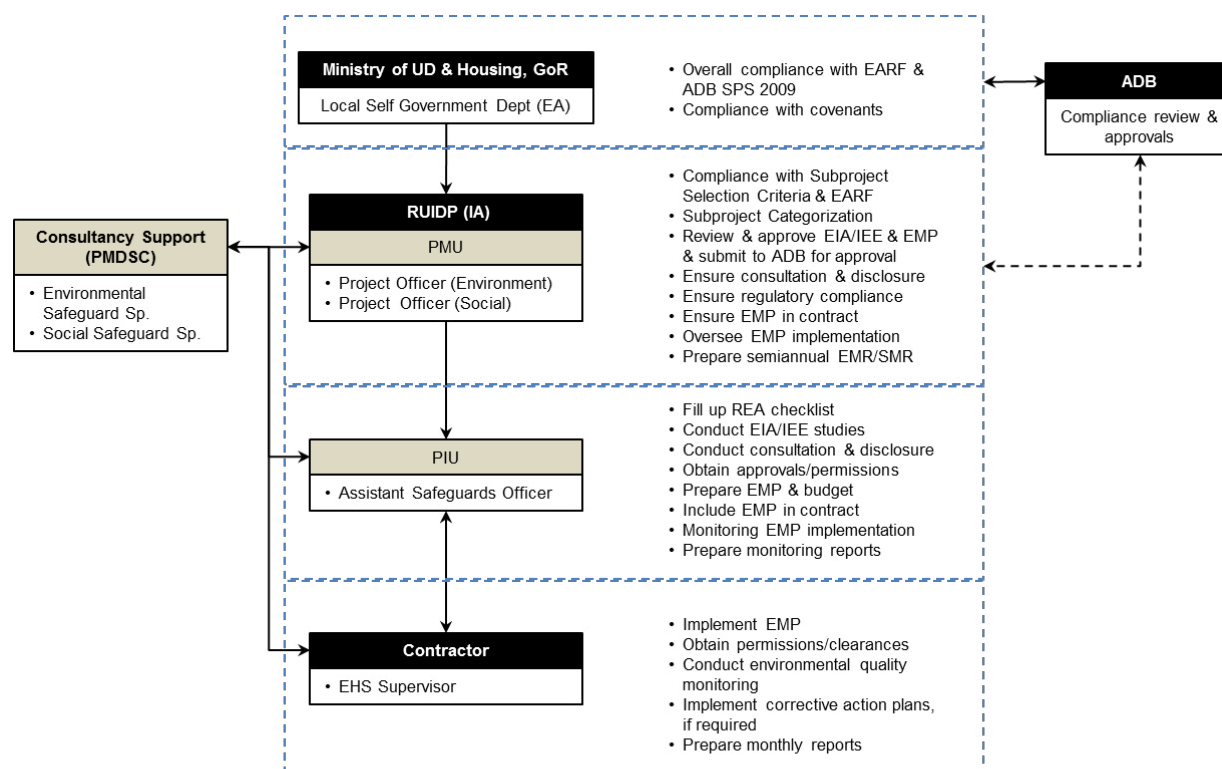 Ministry of UD & Housing, GoR
Local Self Government Dept (EA)
• Overall compliance with EARF &
ADB SPS 2009
• Compliance with covenants
ADB
Compliance review &
approvals
Consultancy Support
(PMDSC)
• Environmental
Safeguard Sp.
• Social Safeguard Sp.
RUIDP (IA)
PMU
• Project Officer (Environment)
• Project Officer (Social)
• Compliance with Subproject
Selection Criteria & EARF
• Subproject Categorization
• Review & approve EIA/IEE & EMP
& submit to ADB for approval
• Ensure consultation & disclosure
• Ensure regulatory compliance
• Ensure EMP in contract
• Oversee EMP implementation
• Prepare semiannual EMR/SMR
PIU
• Assistant Safeguards Officer
• Fill up REA checklist
• Conduct EIA/IEE studies
• Conduct consultation & disclosure
• Obtain approvals/permissions
• Prepare EMP & budget
• Include EMP in contract
• Monitoring EMP implementation
• Prepare monitoring reports
Contractor
• EHS Supervisor
• Implement EMP
• Obtain permissions/clearances
• Conduct environmental quality
monitoring
• Implement corrective action plans,
if required
• Prepare monthly reports